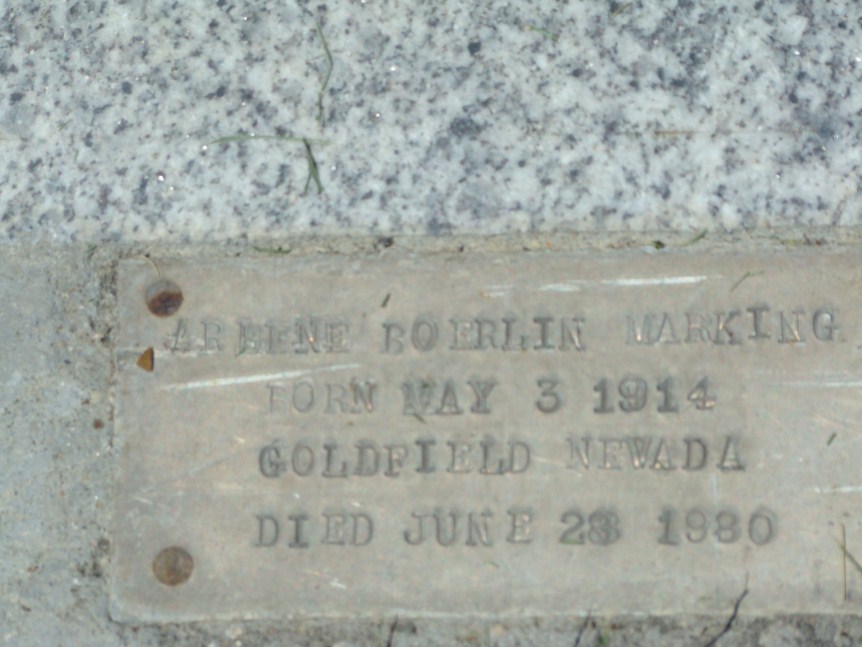 ARLENE BOERLIN MARKING
BORN MAY 3 1914
GOLDFIELD NEVADA
DIED JUNE 28 1980